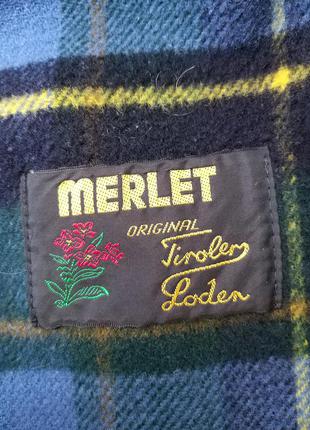 MERLET
ORIGINAL
Tiroler
Loden